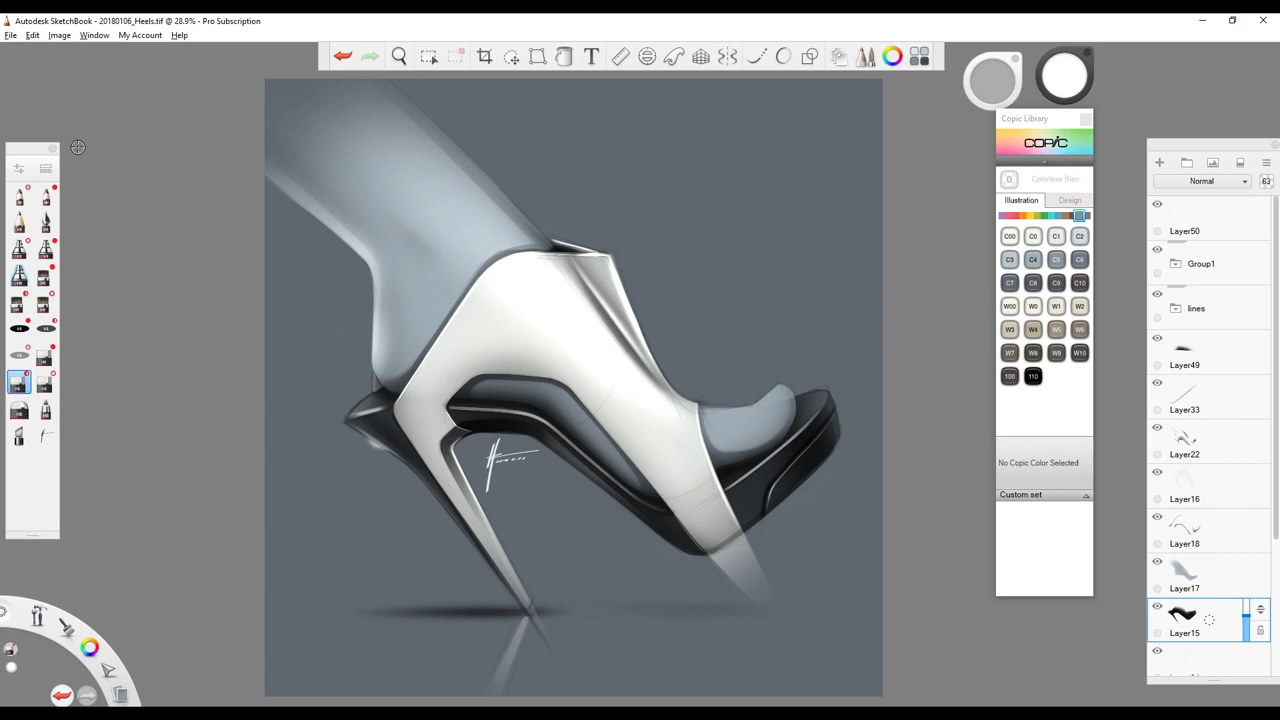 Autodesk SketchBook - 20180106_Heels.tif @ 28.9% - Pro Subscription
File Edit Image Window My Account Help
T
Copic Library
COPIC
0 Colorless Blen...
Illustration Design
C00 C0 C1 C2
C3 C4 C5 C6
C7 C8 C9 C10
W00 W0 W1 W2
W3 W4 W5 W6
W7 W8 W9 W10
100 110
No Copic Color Selected
Custom set
Normal 63
Layer50
Group1
lines
Layer49
Layer33
Layer22
Layer16
Layer18
Layer17
Layer15